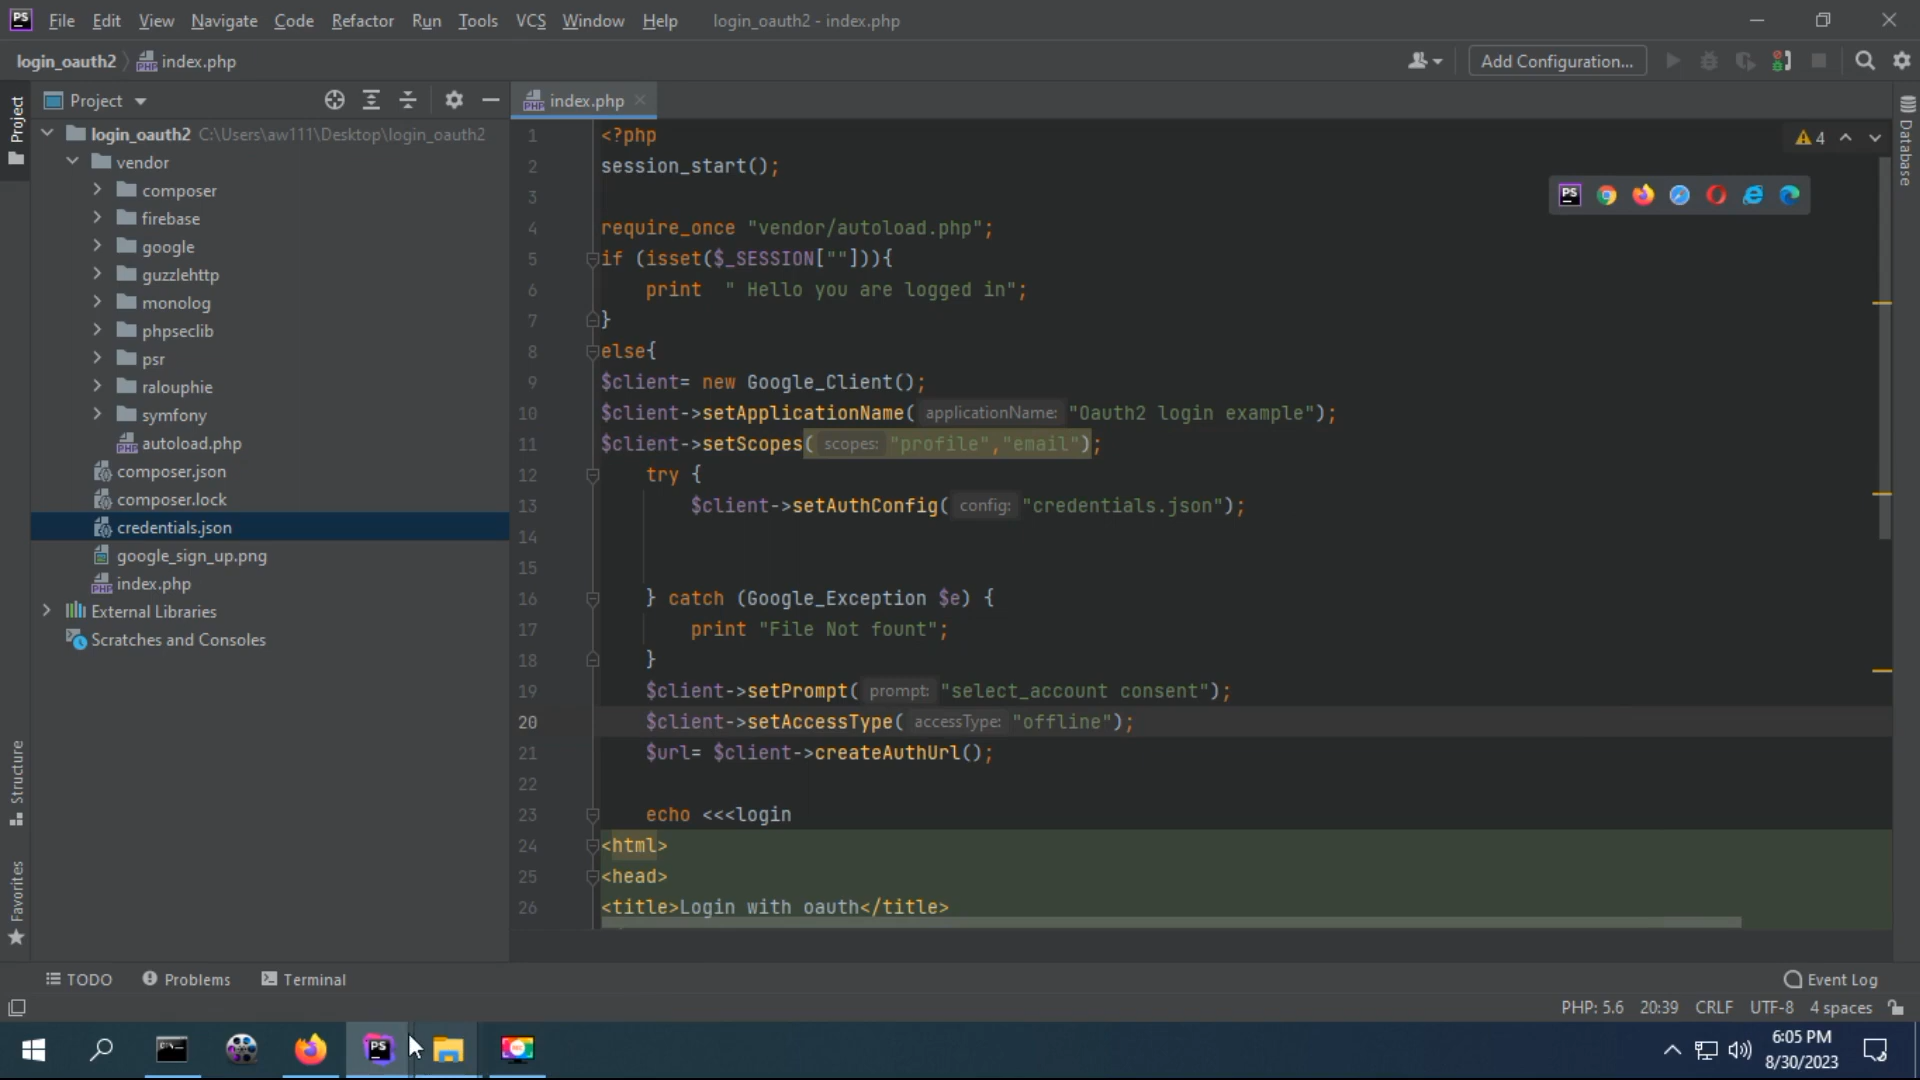 PS File Edit View Navigate Code Refactor Run Tools VCS Window Help login_oauth2 - index.php
login_oauth2 index.php Add Configuration...
Project index.php
Project
login_oauth2 C:\Users\aw111\Desktop\login_oauth2
vendor
composer
firebase
google
guzzlehttp
monolog
phpseclib
psr
ralouphie
symfony
autoload.php
composer.json
composer.lock
credentials.json
google_sign_up.png
index.php
External Libraries
Scratches and Consoles
Structure
Favorites
1 <?php
2 session_start();
3
4 require_once "vendor/autoload.php";
5 if (isset($_SESSION[""])){
6 print " Hello you are logged in";
7 }
8 else{
9 $client= new Google_Client();
10 $client->setApplicationName( applicationName: "Oauth2 login example");
11 $client->setScopes( scopes: "profile","email");
12 try {
13 $client->setAuthConfig( config: "credentials.json");
14
15
16 } catch (Google_Exception $e) {
17 print "File Not fount";
18 }
19 $client->setPrompt( prompt: "select_account consent");
20 $client->setAccessType( accessType: "offline");
21 $url= $client->createAuthUrl();
22
23 echo <<<login
24 <html>
25 <head>
26 <title>Login with oauth</title>
4
PS
Database
TODO Problems Terminal Event Log
PHP: 5.6 20:39 CRLF UTF-8 4 spaces
PS
6:05 PM
8/30/2023